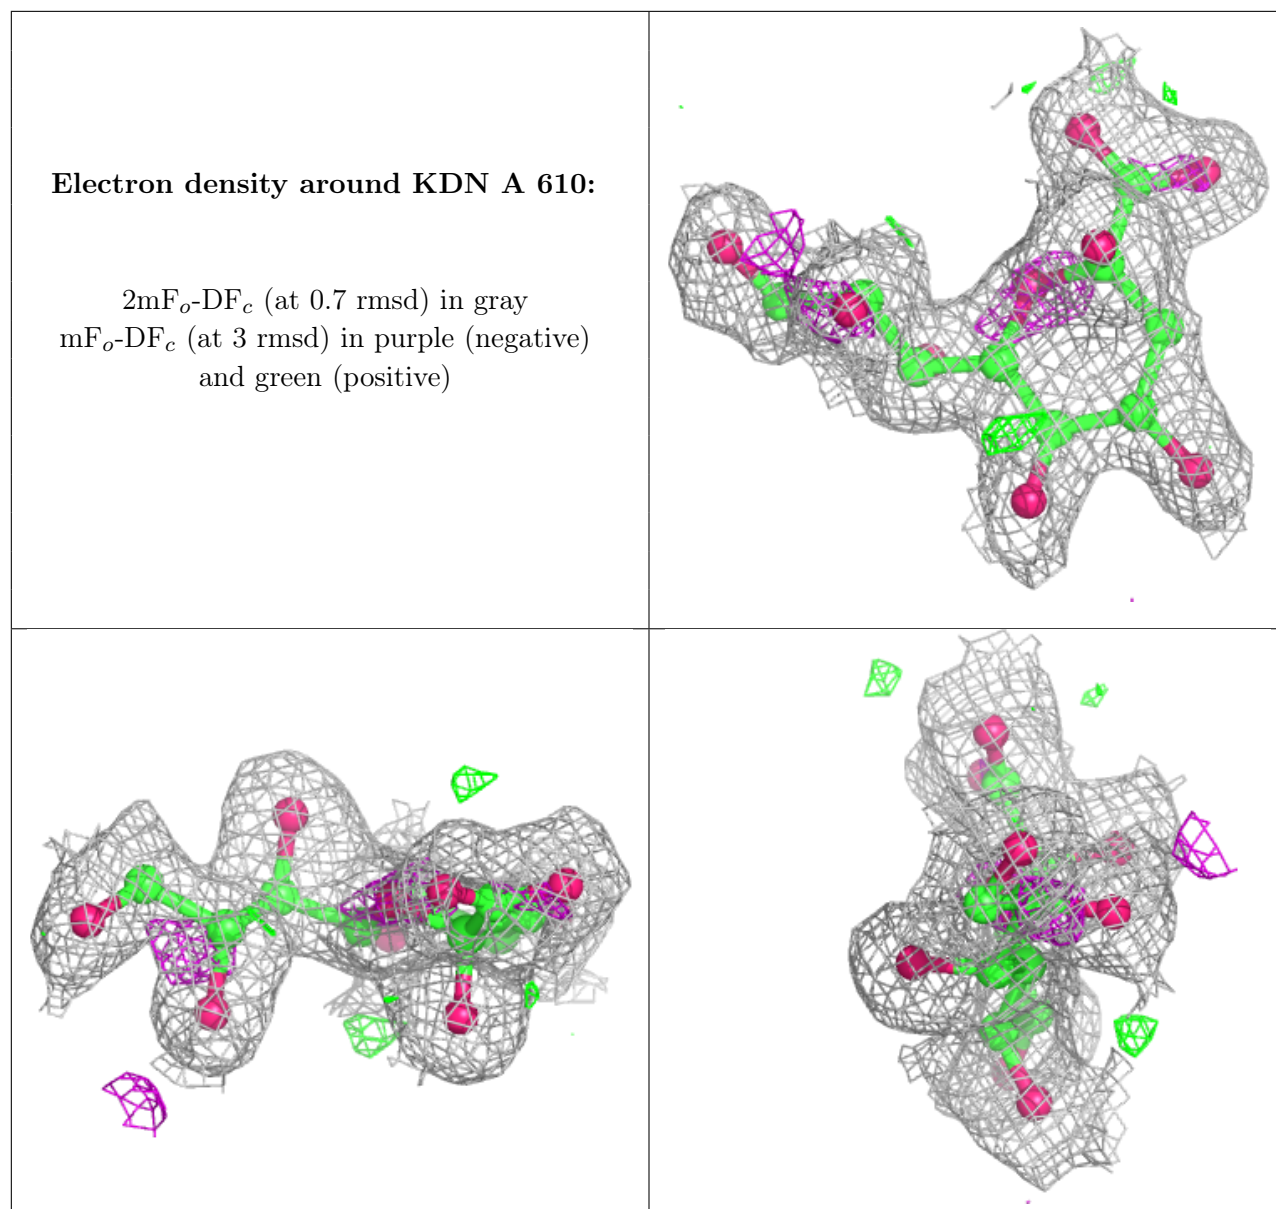 Electron density around KDN A 610:
2mFo-DFc (at 0.7 rmsd) in gray
mFo-DFc (at 3 rmsd) in purple (negative)
and green (positive)